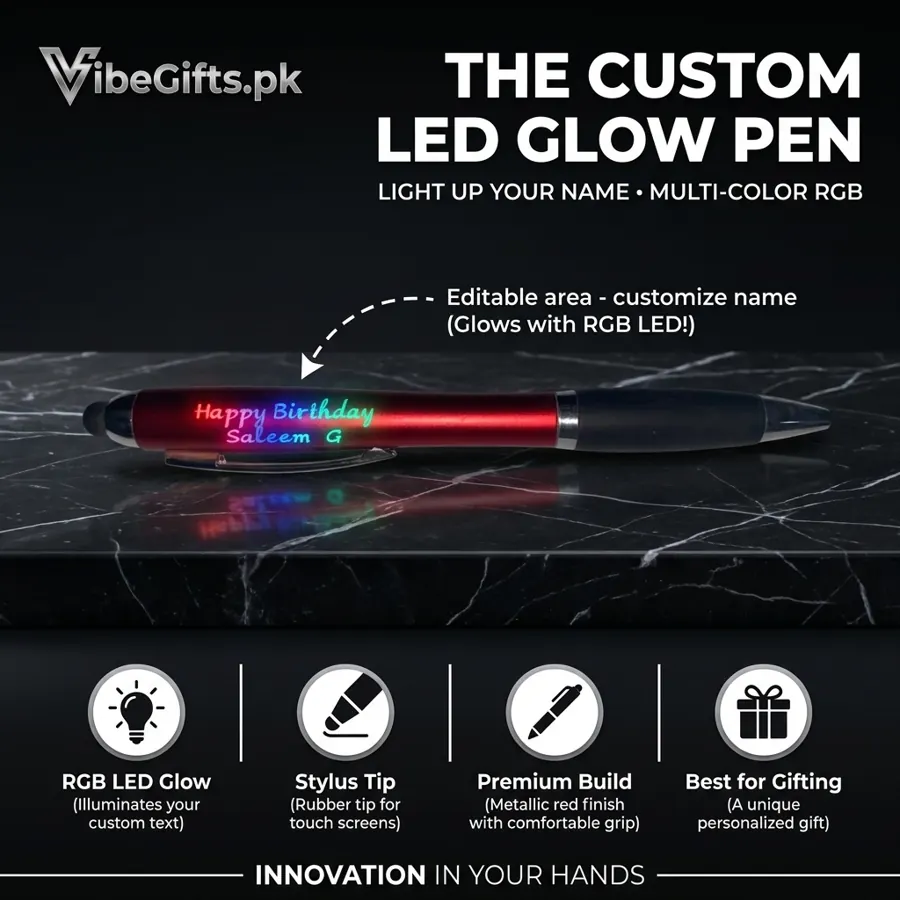 VibeGifts.pk
THE CUSTOM
LED GLOW PEN
LIGHT UP YOUR NAME • MULTI-COLOR RGB
Editable area - customize name
(Glows with RGB LED!)
Happy Birthday
Saleem G
RGB LED Glow
(Illuminates your
custom text)
Stylus Tip
(Rubber tip for
touch screens)
Premium Build
(Metallic red finish
with comfortable grip)
Best for Gifting
(A unique
personalized gift)
INNOVATION IN YOUR HANDS